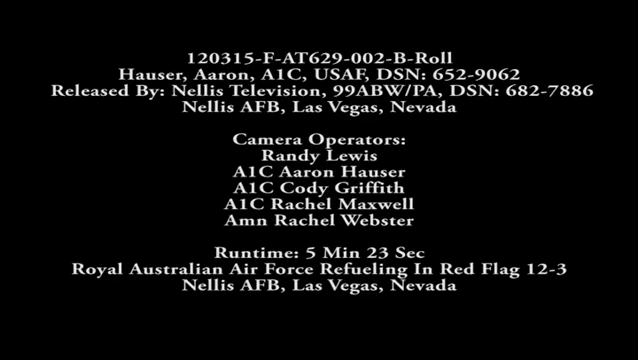 120315-F-AT629-002-B-Roll
Hauser, Aaron, A1C, USAF, DSN: 652-9062
Released By: Nellis Television, 99ABW/PA, DSN: 682-7886
Nellis AFB, Las Vegas, Nevada
Camera Operators:
Randy Lewis
A1C Aaron Hauser
A1C Cody Griffith
A1C Rachel Maxwell
Amn Rachel Webster
Runtime: 5 Min 23 Sec
Royal Australian Air Force Refueling In Red Flag 12-3
Nellis AFB, Las Vegas, Nevada